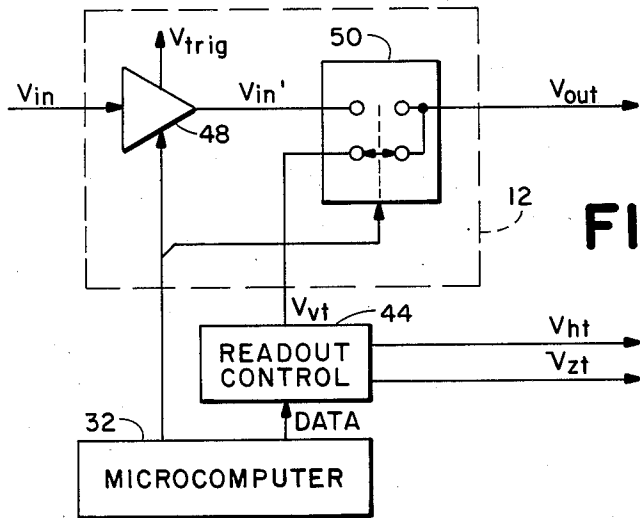 50
Vtrig
Vin
Vin'
Vout
48
12
FI
Vvt
44
READOUT
CONTROL
Vht
Vzt
32
DATA
MICROCOMPUTER